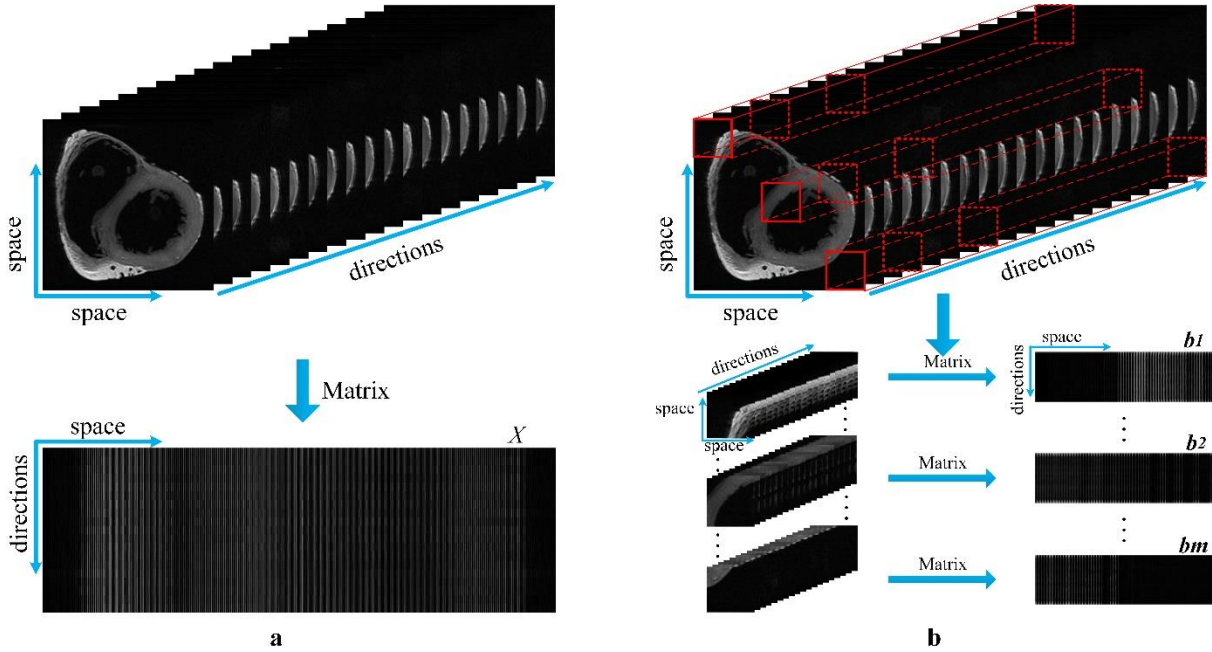 space
space
directions
Matrix
space
X
directions
a
space
space
directions
directions
space
space
Matrix
space
b1
directions
Matrix
b2
Matrix
bm
b